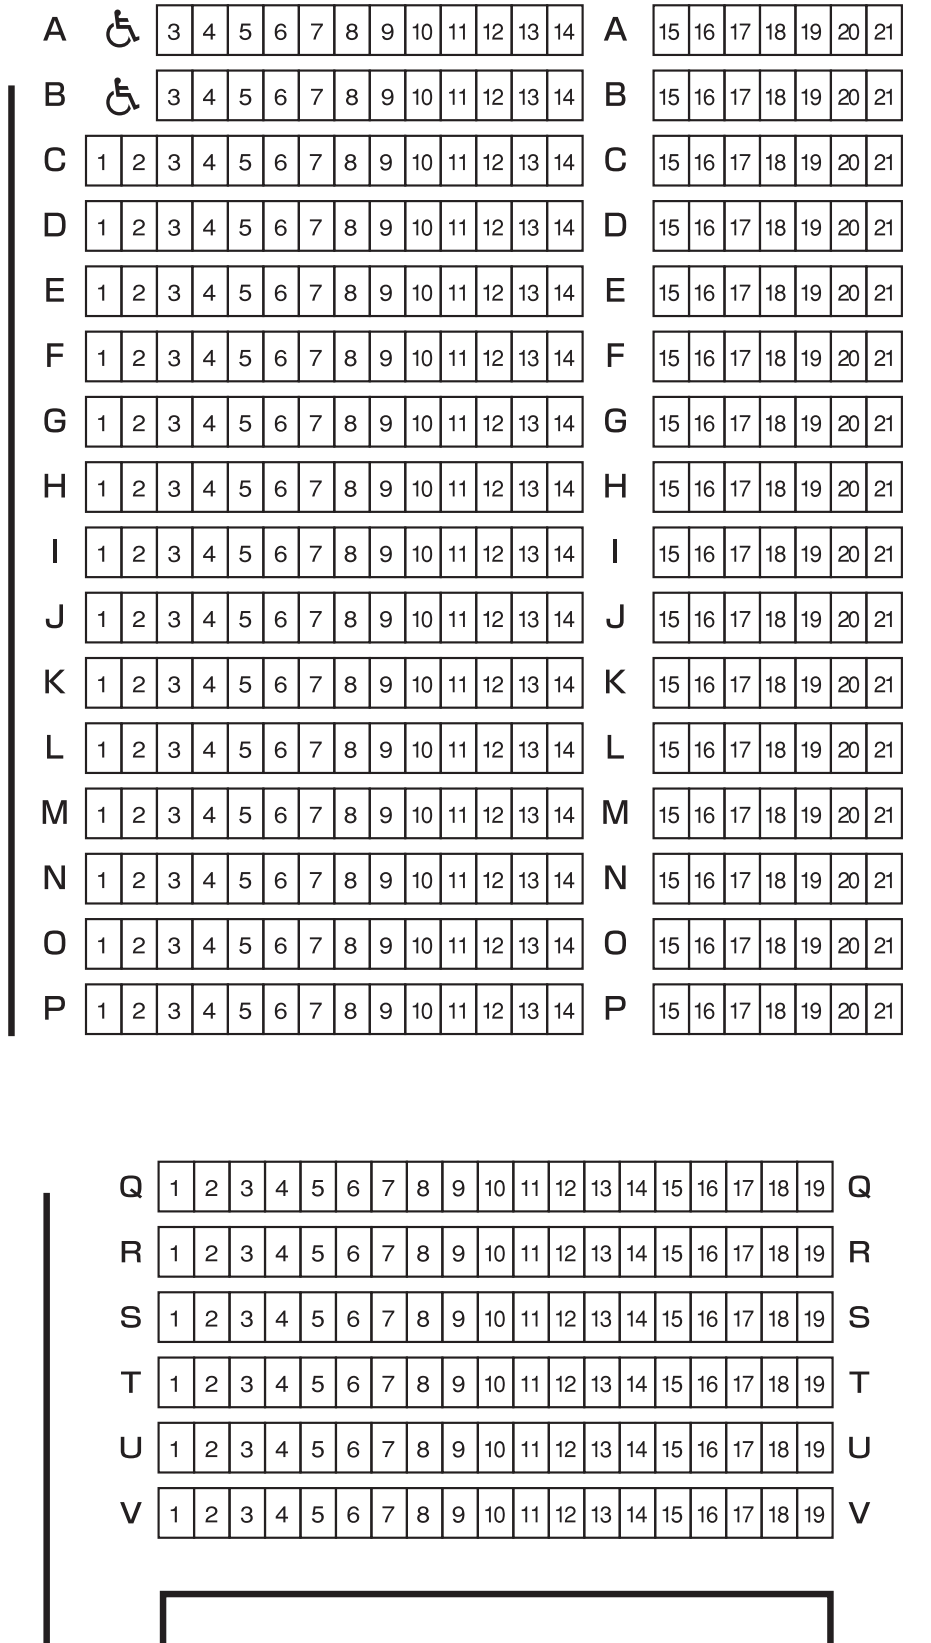 A 3 4 5 6 7 8 9 10 11 12 13 14 A 15 16 17 18 19 20 21
B 3 4 5 6 7 8 9 10 11 12 13 14 B 15 16 17 18 19 20 21
C 1 2 3 4 5 6 7 8 9 10 11 12 13 14 C 15 16 17 18 19 20 21
D 1 2 3 4 5 6 7 8 9 10 11 12 13 14 D 15 16 17 18 19 20 21
E 1 2 3 4 5 6 7 8 9 10 11 12 13 14 E 15 16 17 18 19 20 21
F 1 2 3 4 5 6 7 8 9 10 11 12 13 14 F 15 16 17 18 19 20 21
G 1 2 3 4 5 6 7 8 9 10 11 12 13 14 G 15 16 17 18 19 20 21
H 1 2 3 4 5 6 7 8 9 10 11 12 13 14 H 15 16 17 18 19 20 21
I 1 2 3 4 5 6 7 8 9 10 11 12 13 14 I 15 16 17 18 19 20 21
J 1 2 3 4 5 6 7 8 9 10 11 12 13 14 J 15 16 17 18 19 20 21
K 1 2 3 4 5 6 7 8 9 10 11 12 13 14 K 15 16 17 18 19 20 21
L 1 2 3 4 5 6 7 8 9 10 11 12 13 14 L 15 16 17 18 19 20 21
M 1 2 3 4 5 6 7 8 9 10 11 12 13 14 M 15 16 17 18 19 20 21
N 1 2 3 4 5 6 7 8 9 10 11 12 13 14 N 15 16 17 18 19 20 21
O 1 2 3 4 5 6 7 8 9 10 11 12 13 14 O 15 16 17 18 19 20 21
P 1 2 3 4 5 6 7 8 9 10 11 12 13 14 P 15 16 17 18 19 20 21
Q 1 2 3 4 5 6 7 8 9 10 11 12 13 14 15 16 17 18 19 Q
R 1 2 3 4 5 6 7 8 9 10 11 12 13 14 15 16 17 18 19 R
S 1 2 3 4 5 6 7 8 9 10 11 12 13 14 15 16 17 18 19 S
T 1 2 3 4 5 6 7 8 9 10 11 12 13 14 15 16 17 18 19 T
U 1 2 3 4 5 6 7 8 9 10 11 12 13 14 15 16 17 18 19 U
V 1 2 3 4 5 6 7 8 9 10 11 12 13 14 15 16 17 18 19 V